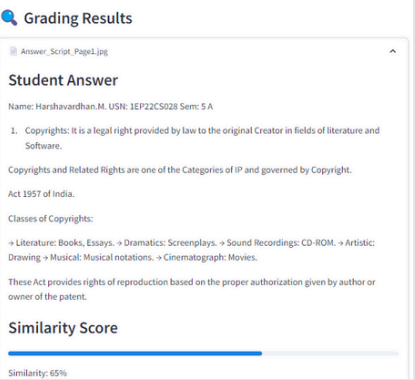 Grading Results
Answer_Script_Page1.jpg
Student Answer
Name: Harshavardhan.M. USN: 1EP22CS028 Sem: 5 A
1. Copyrights: It is a legal right provided by law to the original Creator in fields of literature and
Software.
Copyrights and Related Rights are one of the Categories of IP and governed by Copyright.
Act 1957 of India.
Classes of Copyrights:
→ Literature: Books, Essays. → Dramatics: Screenplays. → Sound Recordings: CD-ROM. → Artistic:
Drawing → Musical: Musical notations. → Cinematograph: Movies.
These Act provides rights of reproduction based on the proper authorization given by author or
owner of the patent.
Similarity Score
Similarity: 65%